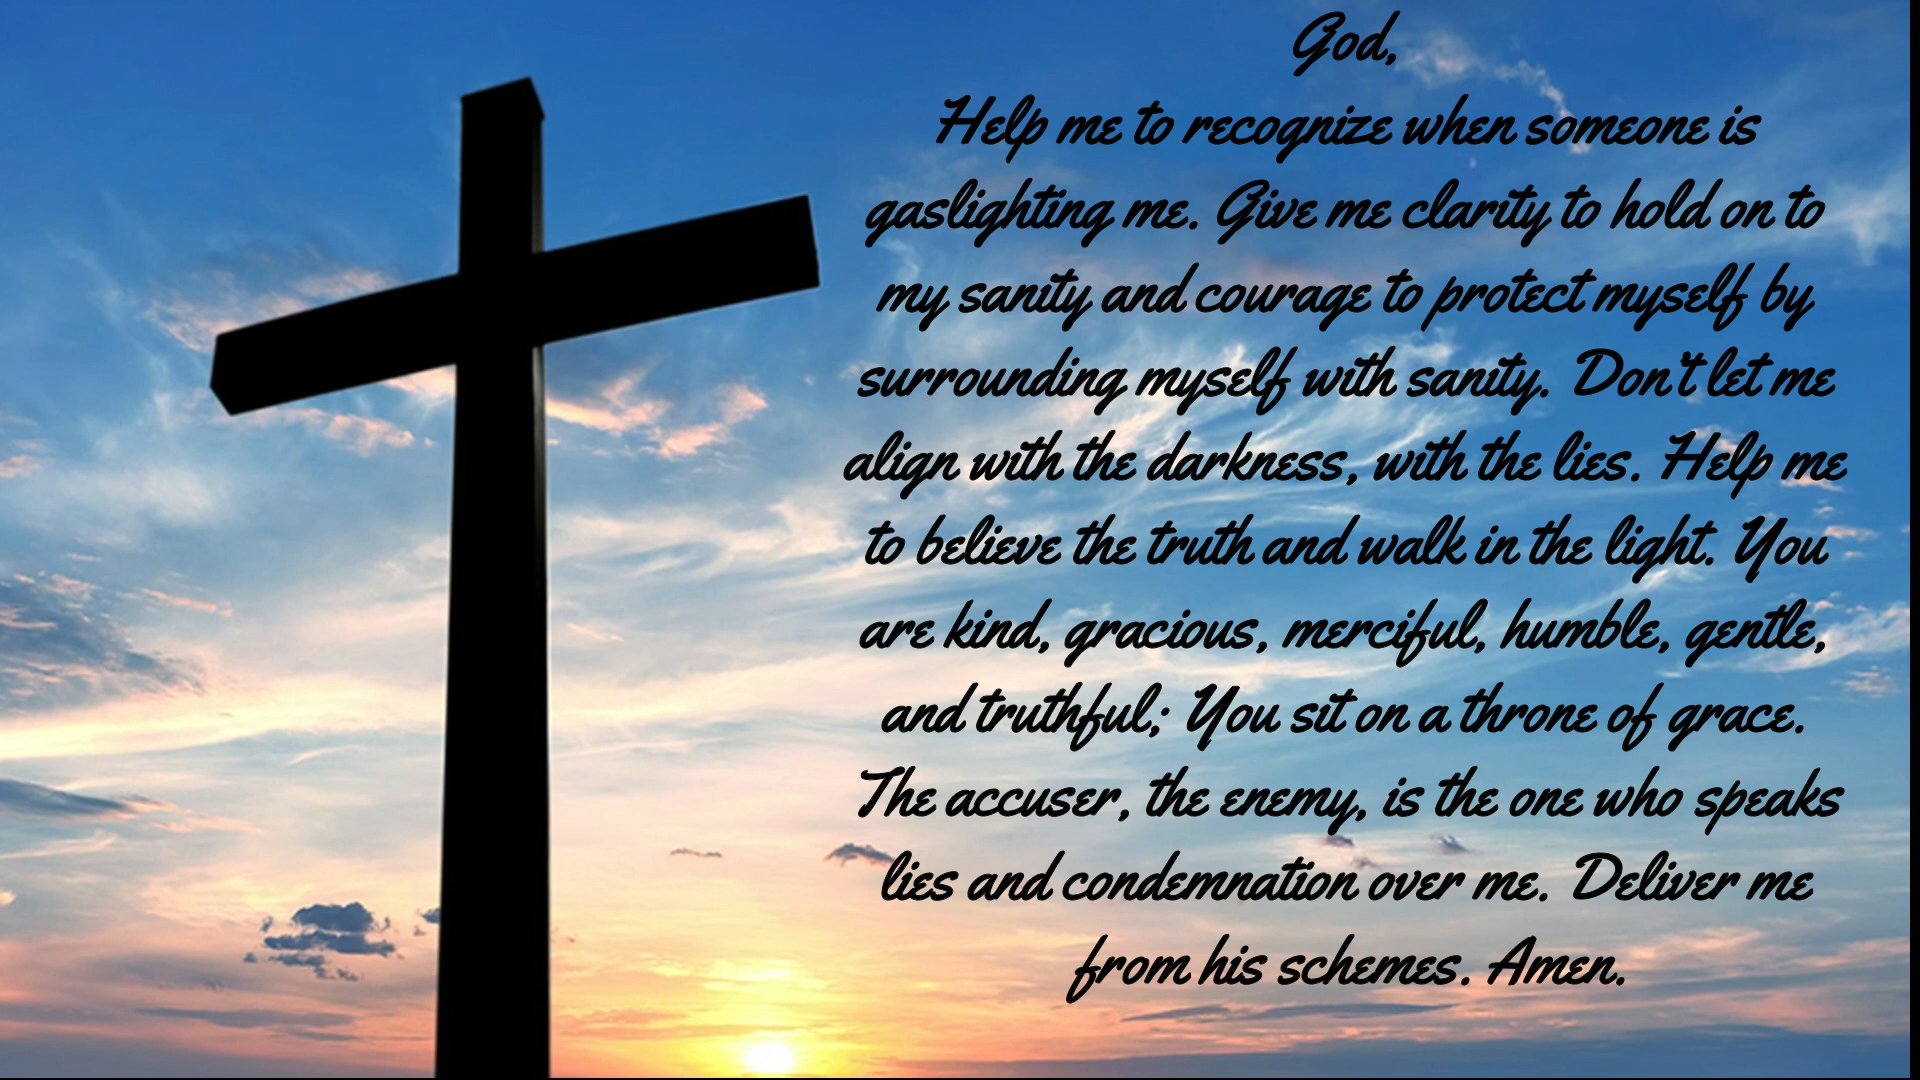 God,
Help me to recognize when someone is
gaslighting me. Give me clarity to hold on to
my sanity and courage to protect myself by
surrounding myself with sanity. Don't let me
align with the darkness, with the lies. Help me
to believe the truth and walk in the light. You
are kind, gracious, merciful, humble, gentle,
and truthful; You sit on a throne of grace.
The accuser, the enemy, is the one who speaks
lies and condemnation over me. Deliver me
from his schemes. Amen.